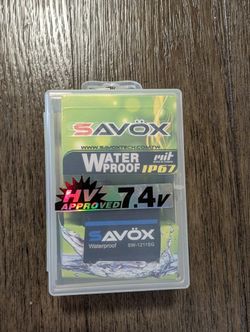 SAVÖX
WWW.SAVOXTECH.COM.TW
WATER
PROOF
IP67
HV
APPROVED
7.4V
SAVÖX
Waterproof SW-1211SG